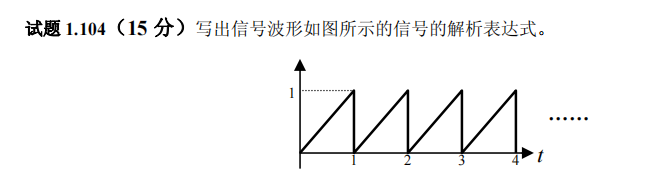 试题 1.104（15 分）写出信号波形如图所示的信号的解析表达式。
1
......
1 2 3 4 t